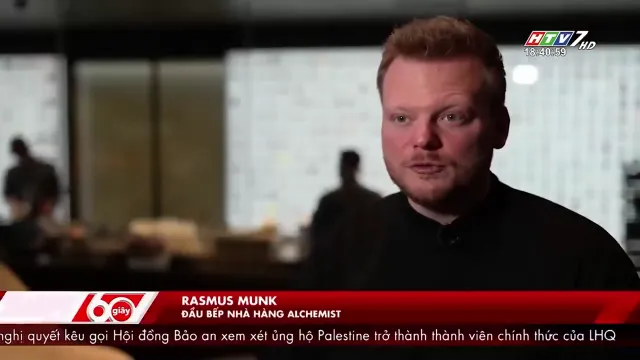 HTV7 HD
18:40:59
60 giây
RASMUS MUNK
ĐẦU BẾP NHÀ HÀNG ALCHEMIST
nghị quyết kêu gọi Hội đồng Bảo an xem xét ủng hộ Palestine trở thành thành viên chính thức của LHQ